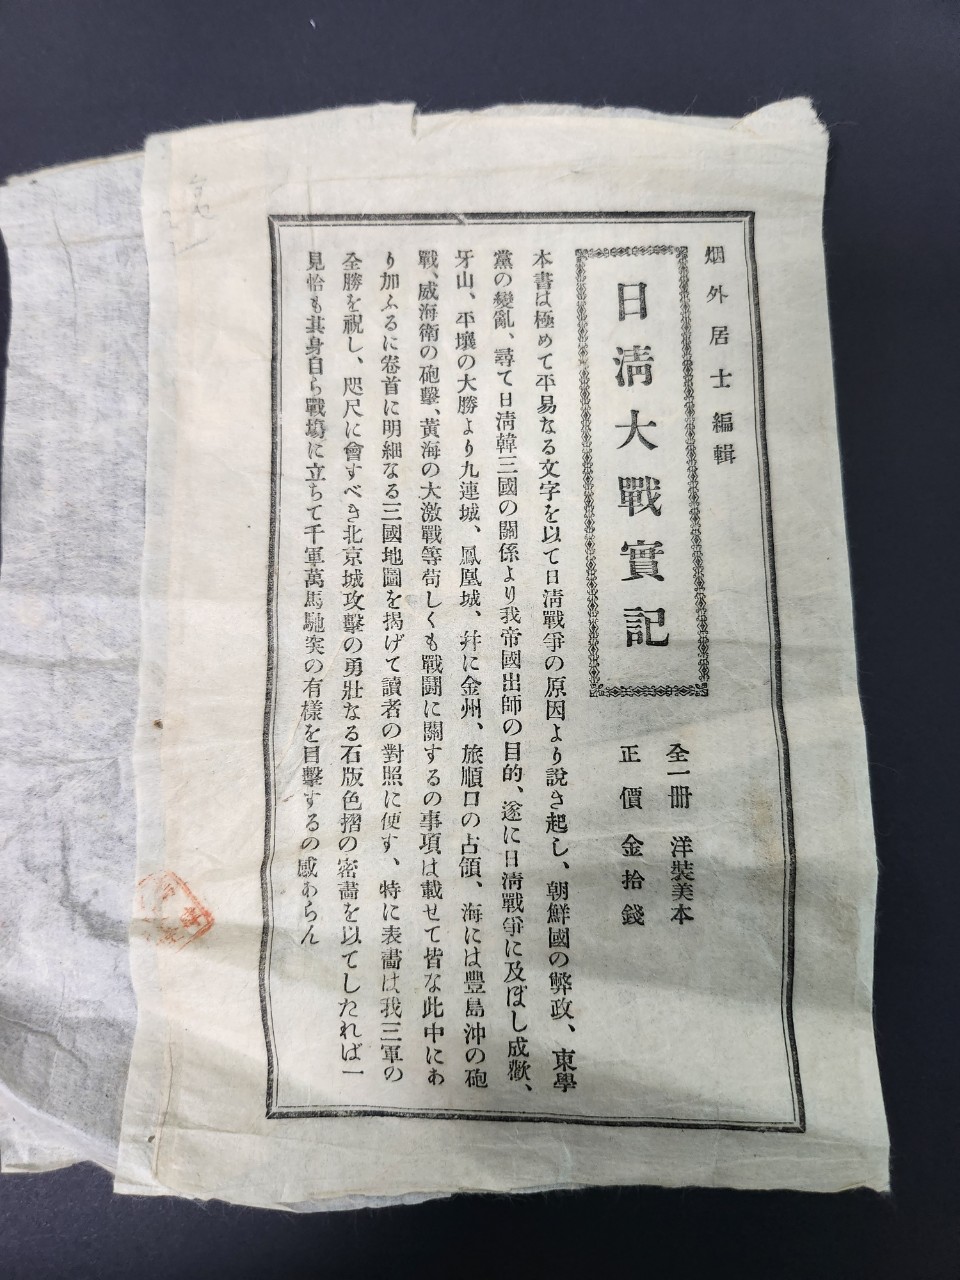 烟外居士編輯
日淸大戰實記
全一冊 洋裝美本
正價金拾錢
本書は極めて平易なる文字を以て日淸戰爭の原因より說き起し、朝鮮國の弊政、東學
黨の變亂、尋て日淸韓三國の關係より我帝國出師の目的、遂に日淸戰爭に及ぼし成歡、
牙山、平壤の大勝より九連城、鳳凰城、幷に金州、旅順口の占領、海には豐島沖の砲
戰、威海衛の砲擊、黃海の大激戰等苟しくも戰鬪に關するの事項は載せて皆な此中にあ
り加ふるに卷首に明細なる三國地圖を揭げて讀者の對照に便す、特に表畵は我三軍の
全勝を祝し、咫尺に會すべき北京城攻擊の勇壯なる石版色摺の密畵を以てしたれば一
見恰も其身自ら戰塲に立ちて千軍萬馬馳突の有樣を目擊するの感あらん